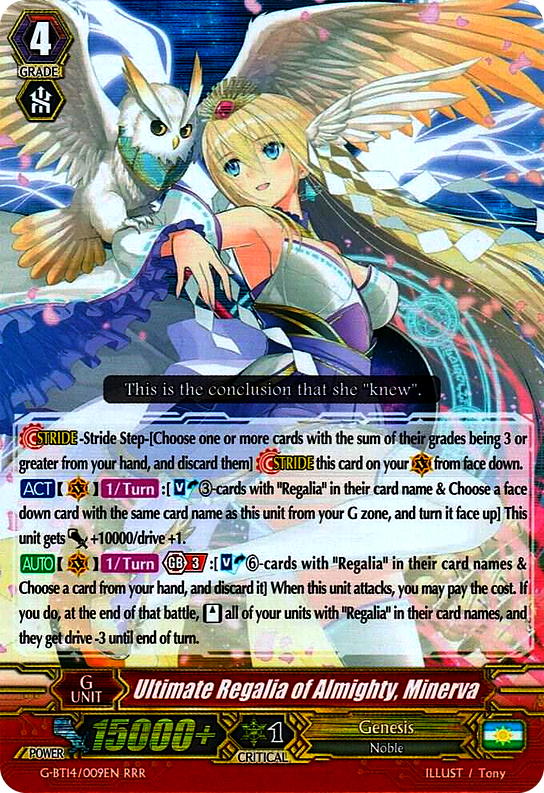 4
GRADE
This is the conclusion that she "knew".
STRIDE-Stride Step-[Choose one or more cards with the sum of their grades being 3 or
greater from your hand, and discard them] STRIDE this card on your from face down.
ACT【 】1/Turn :[V ③-cards with "Regalia" in their card name & Choose a face
down card with the same card name as this unit from your G zone, and turn it face up] This
unit gets +10000/drive +1.
AUTO【 】1/Turn GB 3 :[V ⑥-cards with "Regalia" in their card names &
Choose a card from your hand, and discard it] When this unit attacks, you may pay the cost. If
you do, at the end of that battle, all of your units with "Regalia" in their card names, and
they get drive -3 until end of turn.
G UNIT
Ultimate Regalia of Almighty, Minerva
POWER 15000+
1
CRITICAL
Genesis
Noble
G-BT14/009EN RRR
ILLUST / Tony